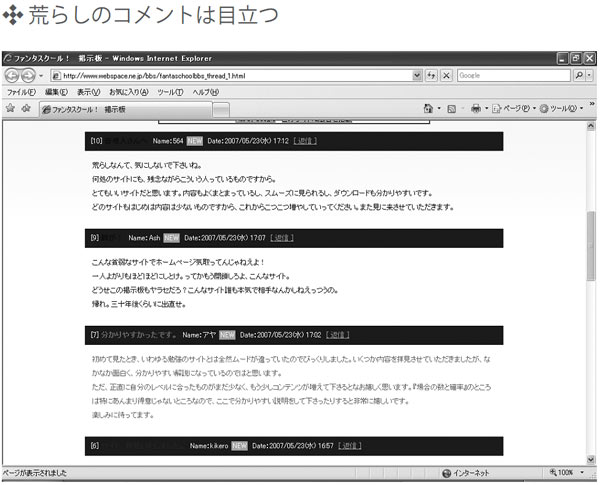 荒らしのコメントは目立つ
ファンタスクール！ 掲示板 - Windows Internet Explorer
http://www.webspace.ne.jp/bbs/fantaschool/bbs_thread_1.html
Google
ファイル(F) 編集(E) 表示(V) お気に入り(A) ツール(T) ヘルプ(H)
ファンタスクール！ 掲示板
ページ(P) ツール(O)
[10] Name:564 NEW Date:2007/05/23(水) 17:12 [返信]
荒らしなんて、気にしないで下さいね。
何処のサイトにも、残念ながらこういう人っているものですから。
とてもいいサイトだと思います。内容もよくまとまっているし、スムーズに見られるし、ダウンロードも分かりやすいです。
どのサイトもはじめは内容は少ないものですから、これからこつこつ増やしていってください。また見に来させていただきます。
[9] Name:Ash NEW Date:2007/05/23(水) 17:07 [返信]
こんな貧弱なサイトでホームページ気取ってんじゃねえよ！
一人よがりもほどほどにしとけ。ってかもう閉鎖しろよ、こんなサイト。
どうせこの掲示板もヤラセだろ？こんなサイト誰も本気で相手なんかしねえっつうの。
帰れ。三十年後くらいに出直せ。
[7] 分かりやすかったです。 Name:アヤ NEW Date:2007/05/23(水) 17:02 [返信]
初めて見たとき、いわゆる勉強のサイトとは全然ムードが違っていたのでびっくりしました。いくつか内容を拝見させていただきましたが、な
かなか面白く、分かりやすい解説になっているのではと思います。
ただ、正直に自分のレベルに合ったものがまだ少なく、もう少しコンテンツが増えて下さるとなお嬉しく思います。『場合の数と確率』のところ
は特にあんまり得意じゃないところなので、ここで分かりやすい説明をして下さったりすると非常に嬉しいです。
楽しみに待ってます。
[6] Name:kikero NEW Date:2007/05/23(水) 16:57 [返信]
ページが表示されました
インターネット
100%